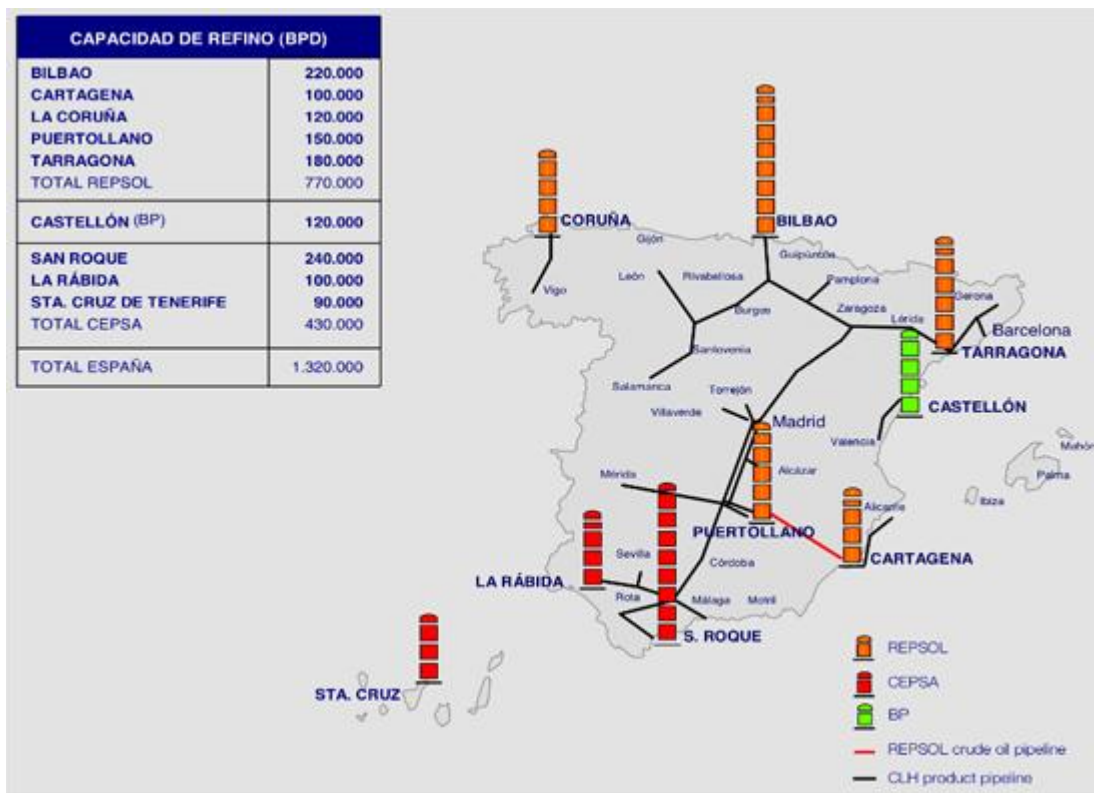 CAPACIDAD DE REFINO (BPD)
BILBAO 220.000
CARTAGENA 100.000
LA CORUÑA 120.000
PUERTOLLANO 150.000
TARRAGONA 180.000
TOTAL REPSOL 770.000
CASTELLÓN (BP) 120.000
SAN ROQUE 240.000
LA RÁBIDA 100.000
STA. CRUZ DE TENERIFE 90.000
TOTAL CEPSA 430.000
TOTAL ESPAÑA 1.320.000
CORUÑA
BILBAO
Gijón
Guipúntón
León
Rivabellosa
Pamplona
Vigo
Burgos
Zaragoza
Lérida
Gerona
Barcelona
TARRAGONA
Santovenia
Salamanca
Torrejón
Villaverde
Madrid
CASTELLÓN
Valencia
Mahón
Palma
Ibiza
Mérida
Alcázar
Alicante
PUERTOLLANO
CARTAGENA
Sevilla
Córdoba
LA RÁBIDA
Rota
Málaga
Motril
S. ROQUE
STA. CRUZ
REPSOL
CEPSA
BP
REPSOL crude oil pipeline
CLH product pipeline